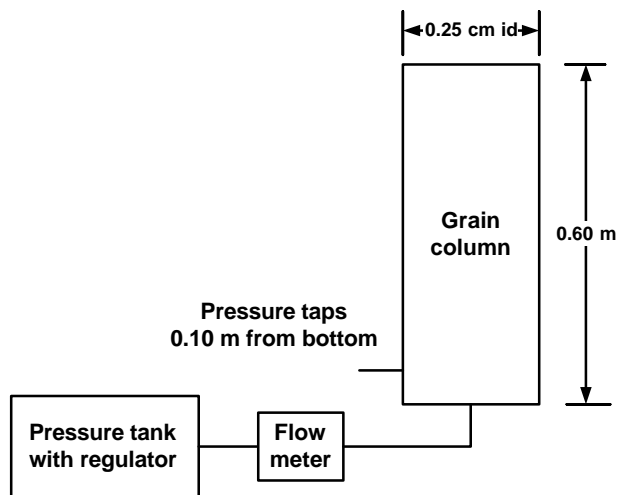 0.25 cm id
Grain
column
0.60 m
Pressure taps
0.10 m from bottom
Pressure tank
with regulator
Flow
meter